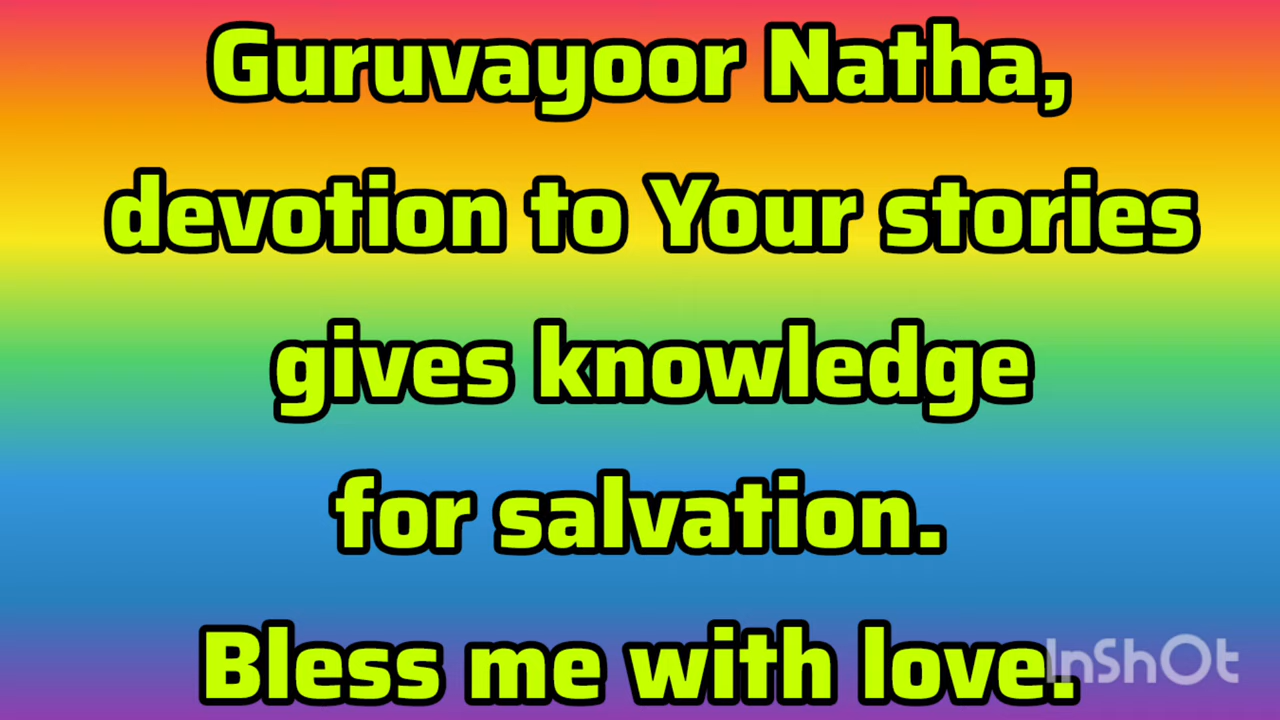 Guruvayoor Natha,
devotion to Your stories
gives knowledge
for salvation.
Bless me with love.
InShOt